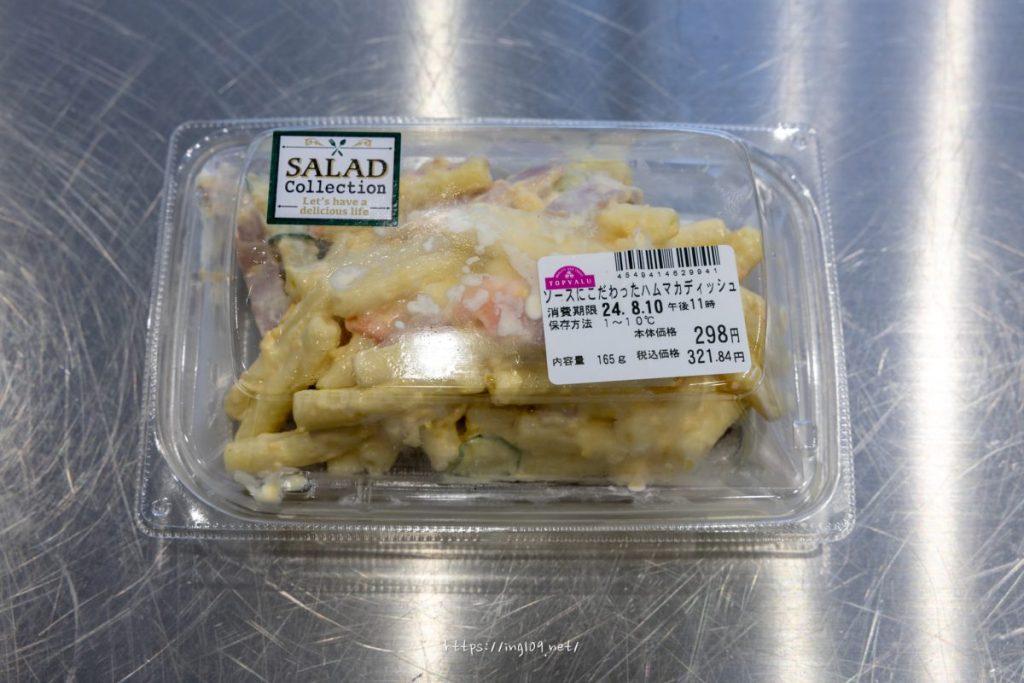 SALAD
Collection
Let's have a
delicious life
4549414629941
TOPVALU
ソースにこだわったハムマカディッシュ
消費期限 24. 8.10 午後11時
保存方法 1～10℃
本体価格 298円
内容量 165g 税込価格 321.84円
https://ing109.net/